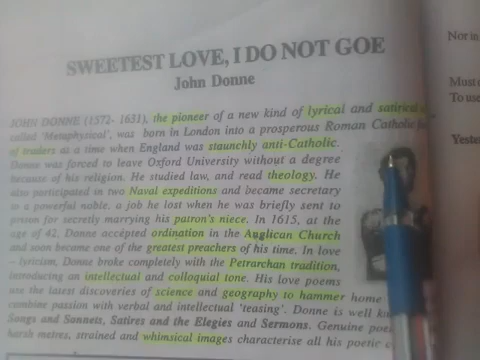 SWEETEST LOVE, I DO NOT GOE
John Donne
JOHN DONNE (1572- 1631), the pioneer of a new kind of lyrical and satirical
called 'Metaphysical', was born in London into a prosperous Roman Catholic
of traders at a time when England was staunchly anti-Catholic.
Donne was forced to leave Oxford University without a degree
because of his religion. He studied law, and read theology. He
also participated in two Naval expeditions and became secretary
to a powerful noble, a job he lost when he was briefly sent to
prison for secretly marrying his patron's niece. In 1615, at the
age of 42, Donne accepted ordination in the Anglican Church
and soon became one of the greatest preachers of his time. In love
– lyricism, Donne broke completely with the Petrarchan tradition,
introducing an intellectual and colloquial tone. His love poems
use the latest discoveries of science and geography to hammer home
combine passion with verbal and intellectual 'teasing'. Donne is well
Songs and Sonnets, Satires and the Elegies and Sermons. Genuine
harsh metres, strained and whimsical images characterise all his poetic
Nor in
Must
To use
Yeste